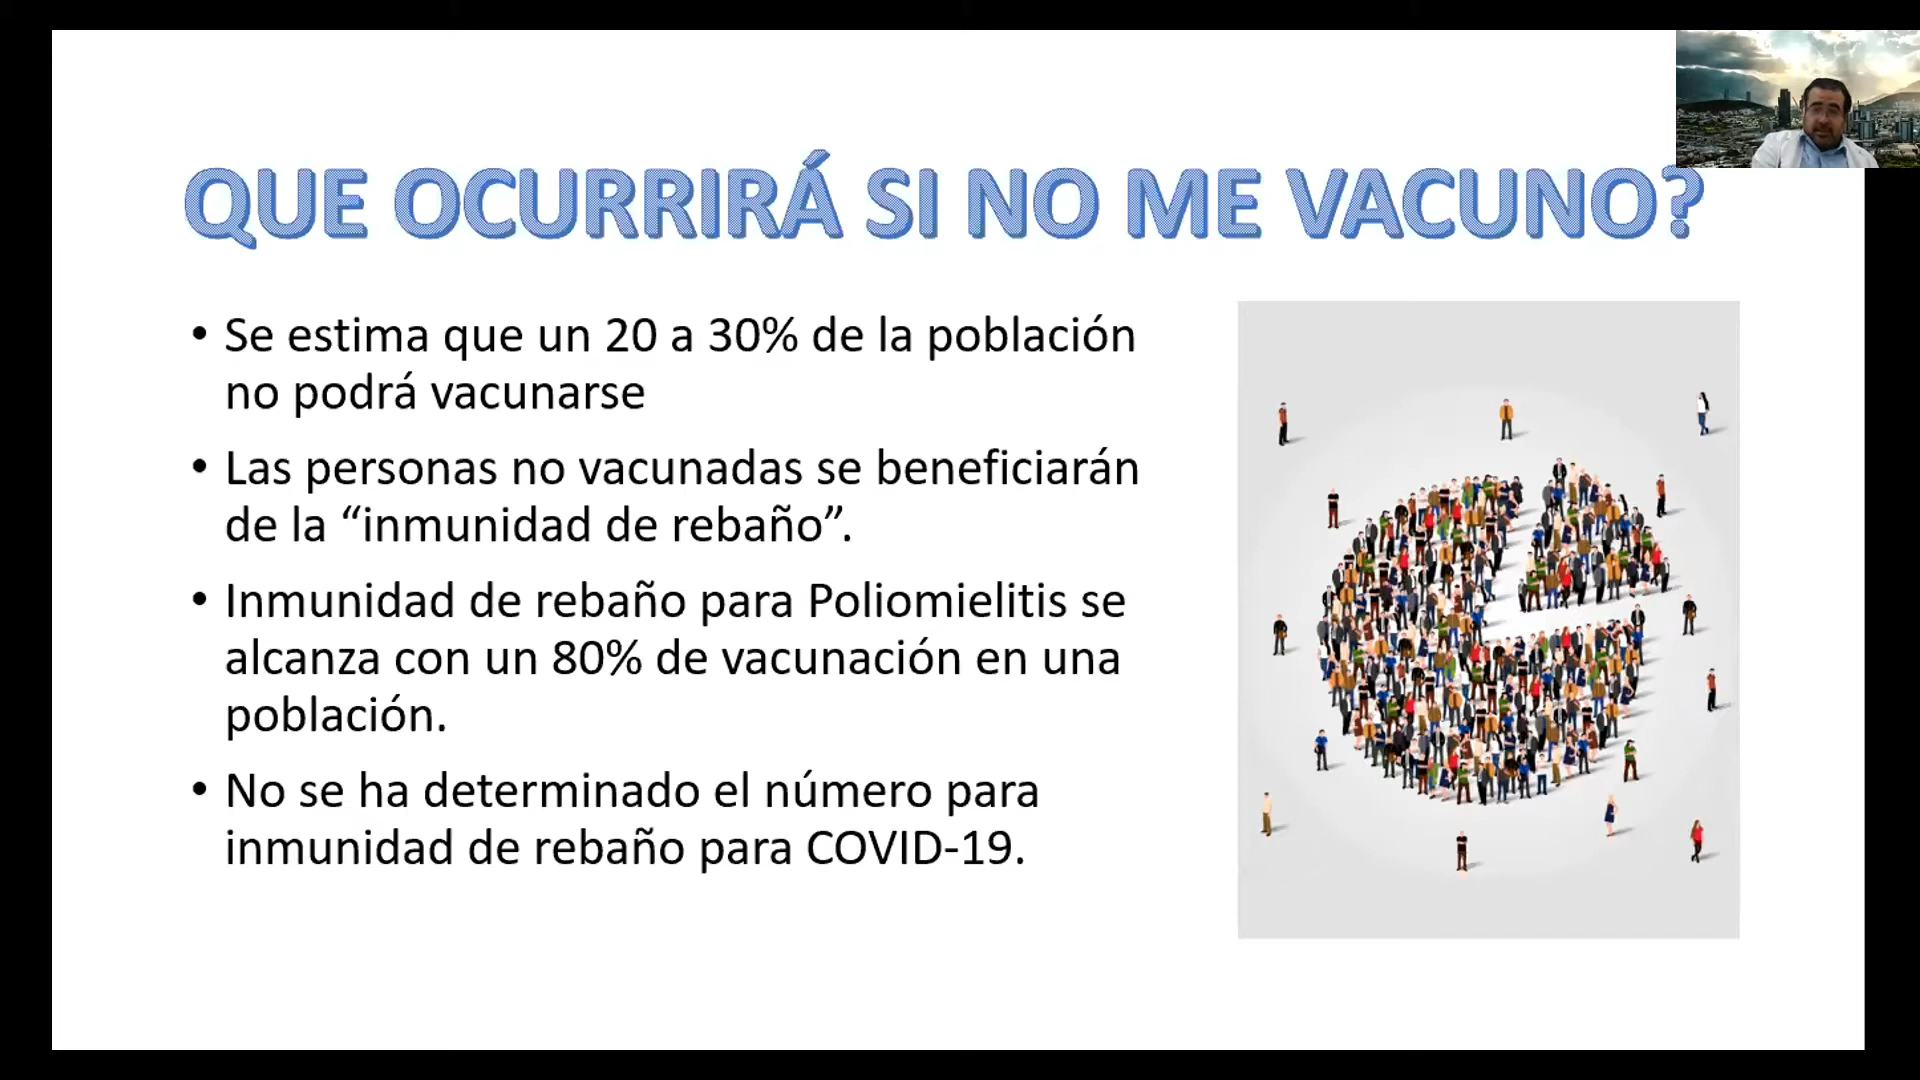 QUE OCURRIRÁ SI NO ME VACUNO?
• Se estima que un 20 a 30% de la población
no podrá vacunarse
• Las personas no vacunadas se beneficiarán
de la “inmunidad de rebaño”.
• Inmunidad de rebaño para Poliomielitis se
alcanza con un 80% de vacunación en una
población.
• No se ha determinado el número para
inmunidad de rebaño para COVID-19.